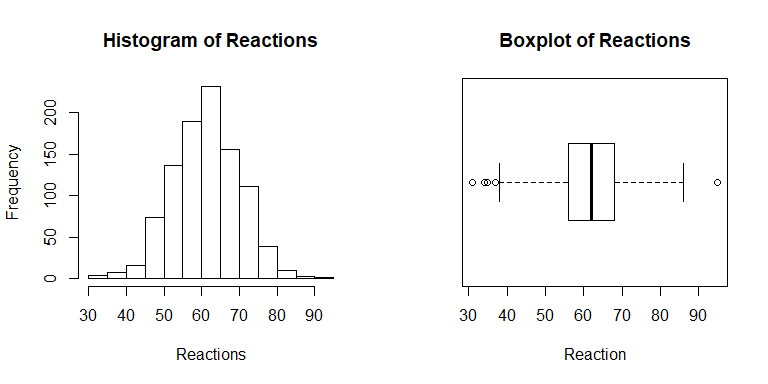 Histogram of Reactions
Frequency
200
150
100
50
0
30 40 50 60 70 80 90
Reactions
Boxplot of Reactions
30 40 50 60 70 80 90
Reaction